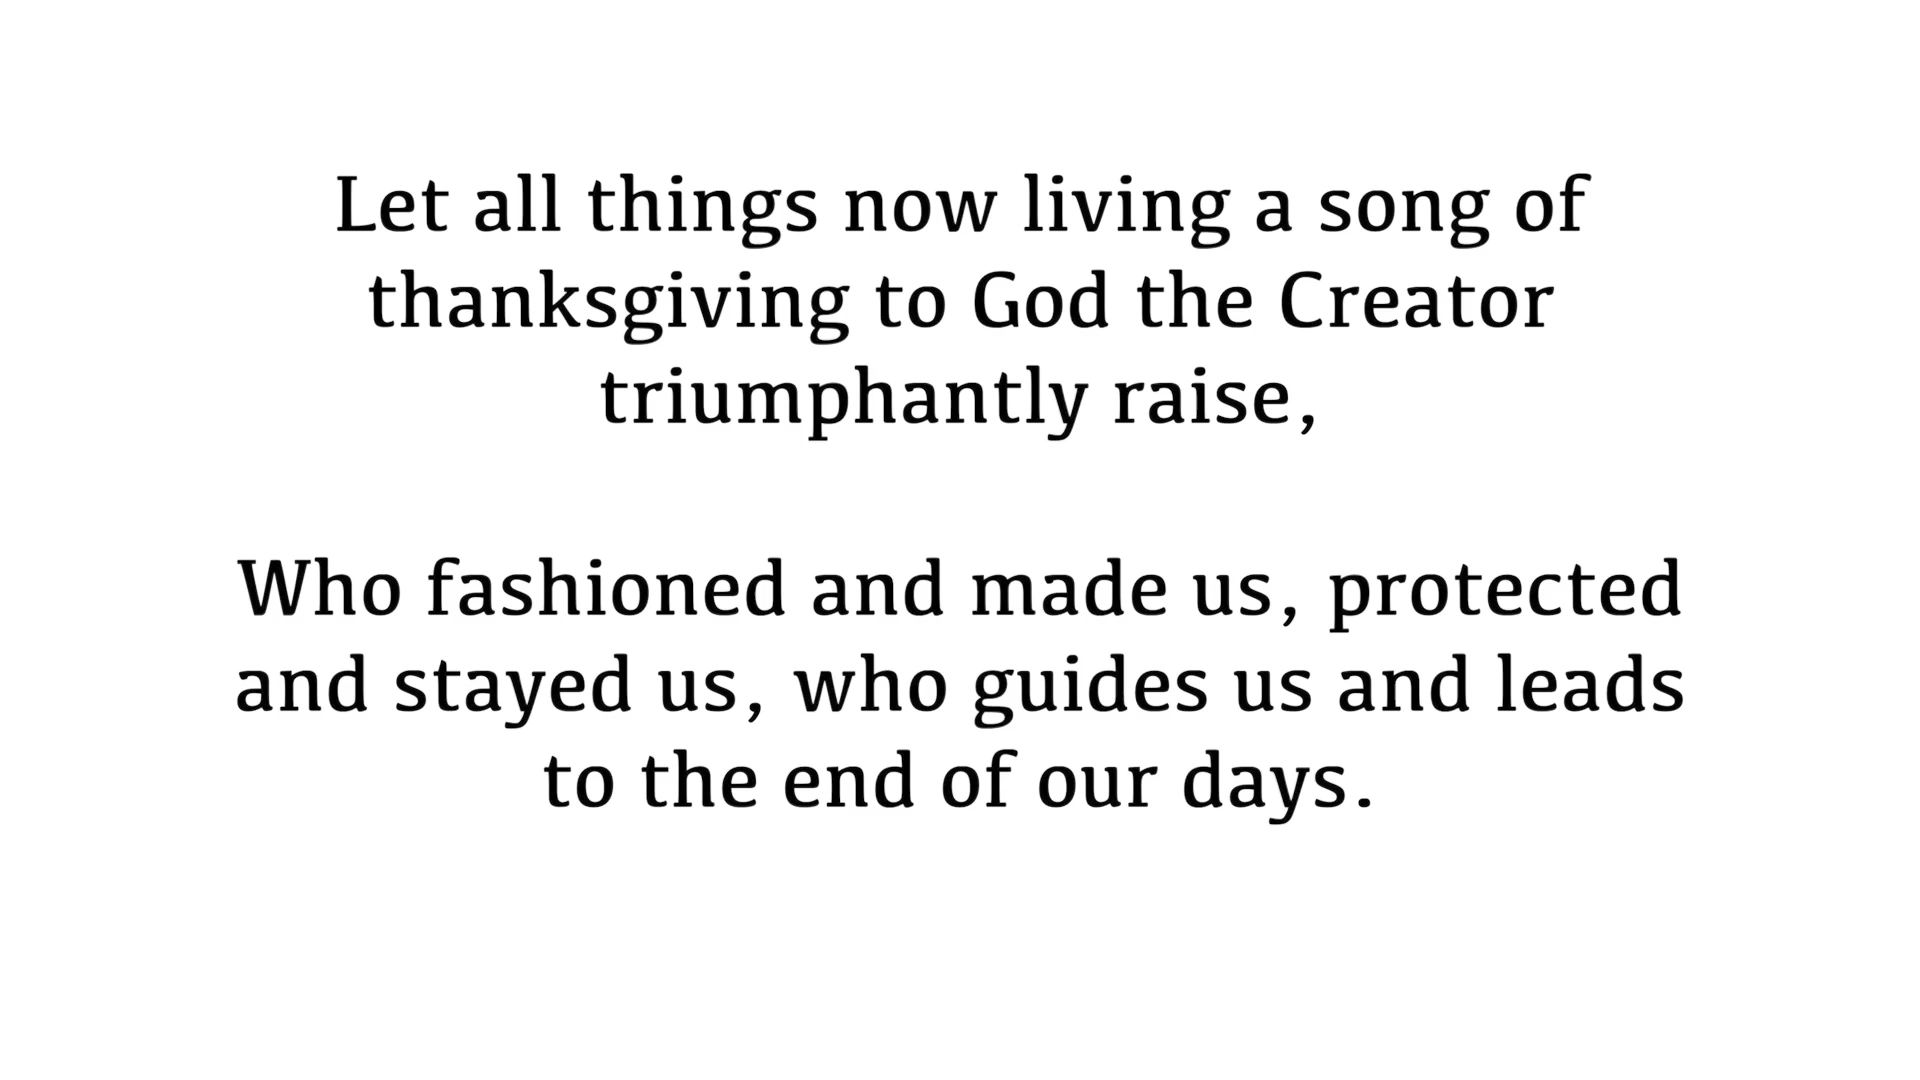 Let all things now living a song of
thanksgiving to God the Creator
triumphantly raise,
Who fashioned and made us, protected
and stayed us, who guides us and leads
to the end of our days.